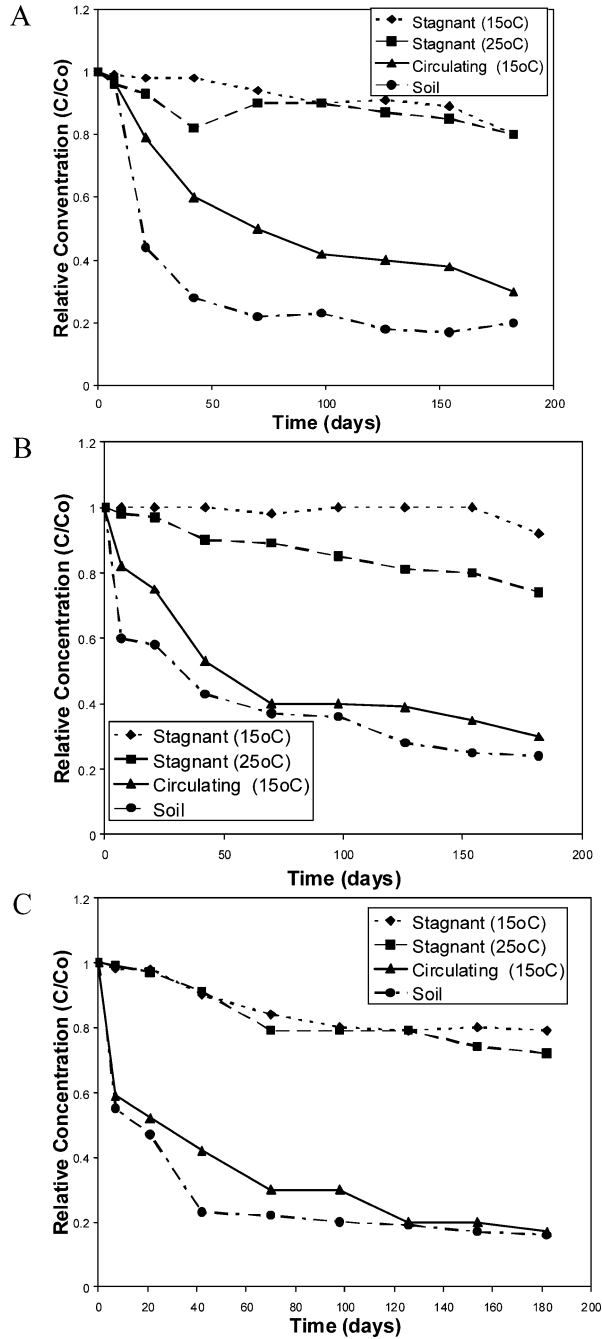 A
Relative Conventration (C/Co)
1.2
1
0.8
0.6
0.4
0.2
0
0 50 100 150 200
Time (days)
Stagnant (15oC)
Stagnant (25oC)
Circulating (15oC)
Soil
B
Relative Concentration (C/Co)
1.2
1
0.8
0.6
0.4
0.2
0
0 50 100 150 200
Time (days)
Stagnant (15oC)
Stagnant (25oC)
Circulating (15oC)
Soil
C
Relative Concentration (C/Co)
1.2
1
0.8
0.6
0.4
0.2
0
0 20 40 60 80 100 120 140 160 180 200
Time (days)
Stagnant (15oC)
Stagnant (25oC)
Circulating (15oC)
Soil